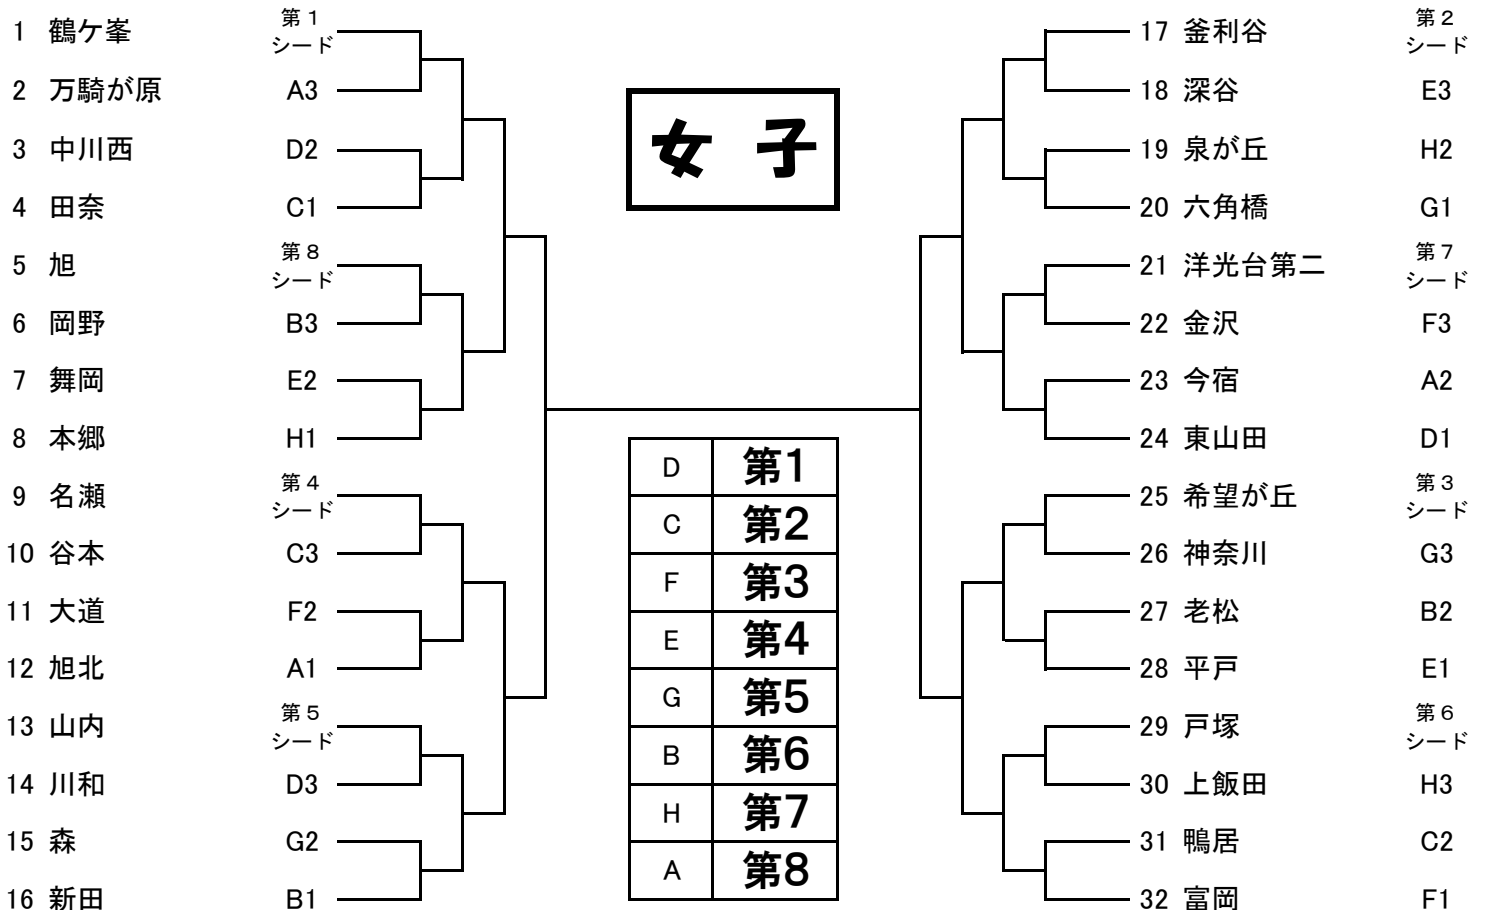 女 子
1 鶴ケ峯 第1シード
2 万騎が原 A3
3 中川西 D2
4 田奈 C1
5 旭 第8シード
6 岡野 B3
7 舞岡 E2
8 本郷 H1
9 名瀬 第4シード
10 谷本 C3
11 大道 F2
12 旭北 A1
13 山内 第5シード
14 川和 D3
15 森 G2
16 新田 B1
D 第1
C 第2
F 第3
E 第4
G 第5
B 第6
H 第7
A 第8
17 釜利谷 第2シード
18 深谷 E3
19 泉が丘 H2
20 六角橋 G1
21 洋光台第二 第7シード
22 金沢 F3
23 今宿 A2
24 東山田 D1
25 希望が丘 第3シード
26 神奈川 G3
27 老松 B2
28 平戸 E1
29 戸塚 第6シード
30 上飯田 H3
31 鴨居 C2
32 富岡 F1